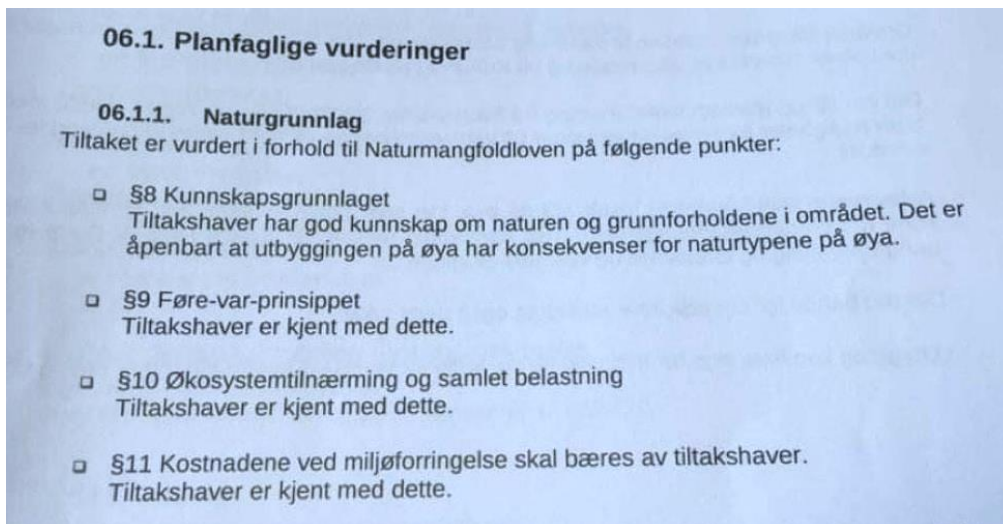 06.1. Planfaglige vurderinger
06.1.1. Naturgrunnlag
Tiltaket er vurdert i forhold til Naturmangfoldloven på følgende punkter:
§8 Kunnskapsgrunnlaget
Tiltakshaver har god kunnskap om naturen og grunnforholdene i området. Det er
åpenbart at utbyggingen på øya har konsekvenser for naturtypene på øya.
§9 Føre-var-prinsippet
Tiltakshaver er kjent med dette.
§10 Økosystemtilnærming og samlet belastning
Tiltakshaver er kjent med dette.
§11 Kostnadene ved miljøforringelse skal bæres av tiltakshaver.
Tiltakshaver er kjent med dette.